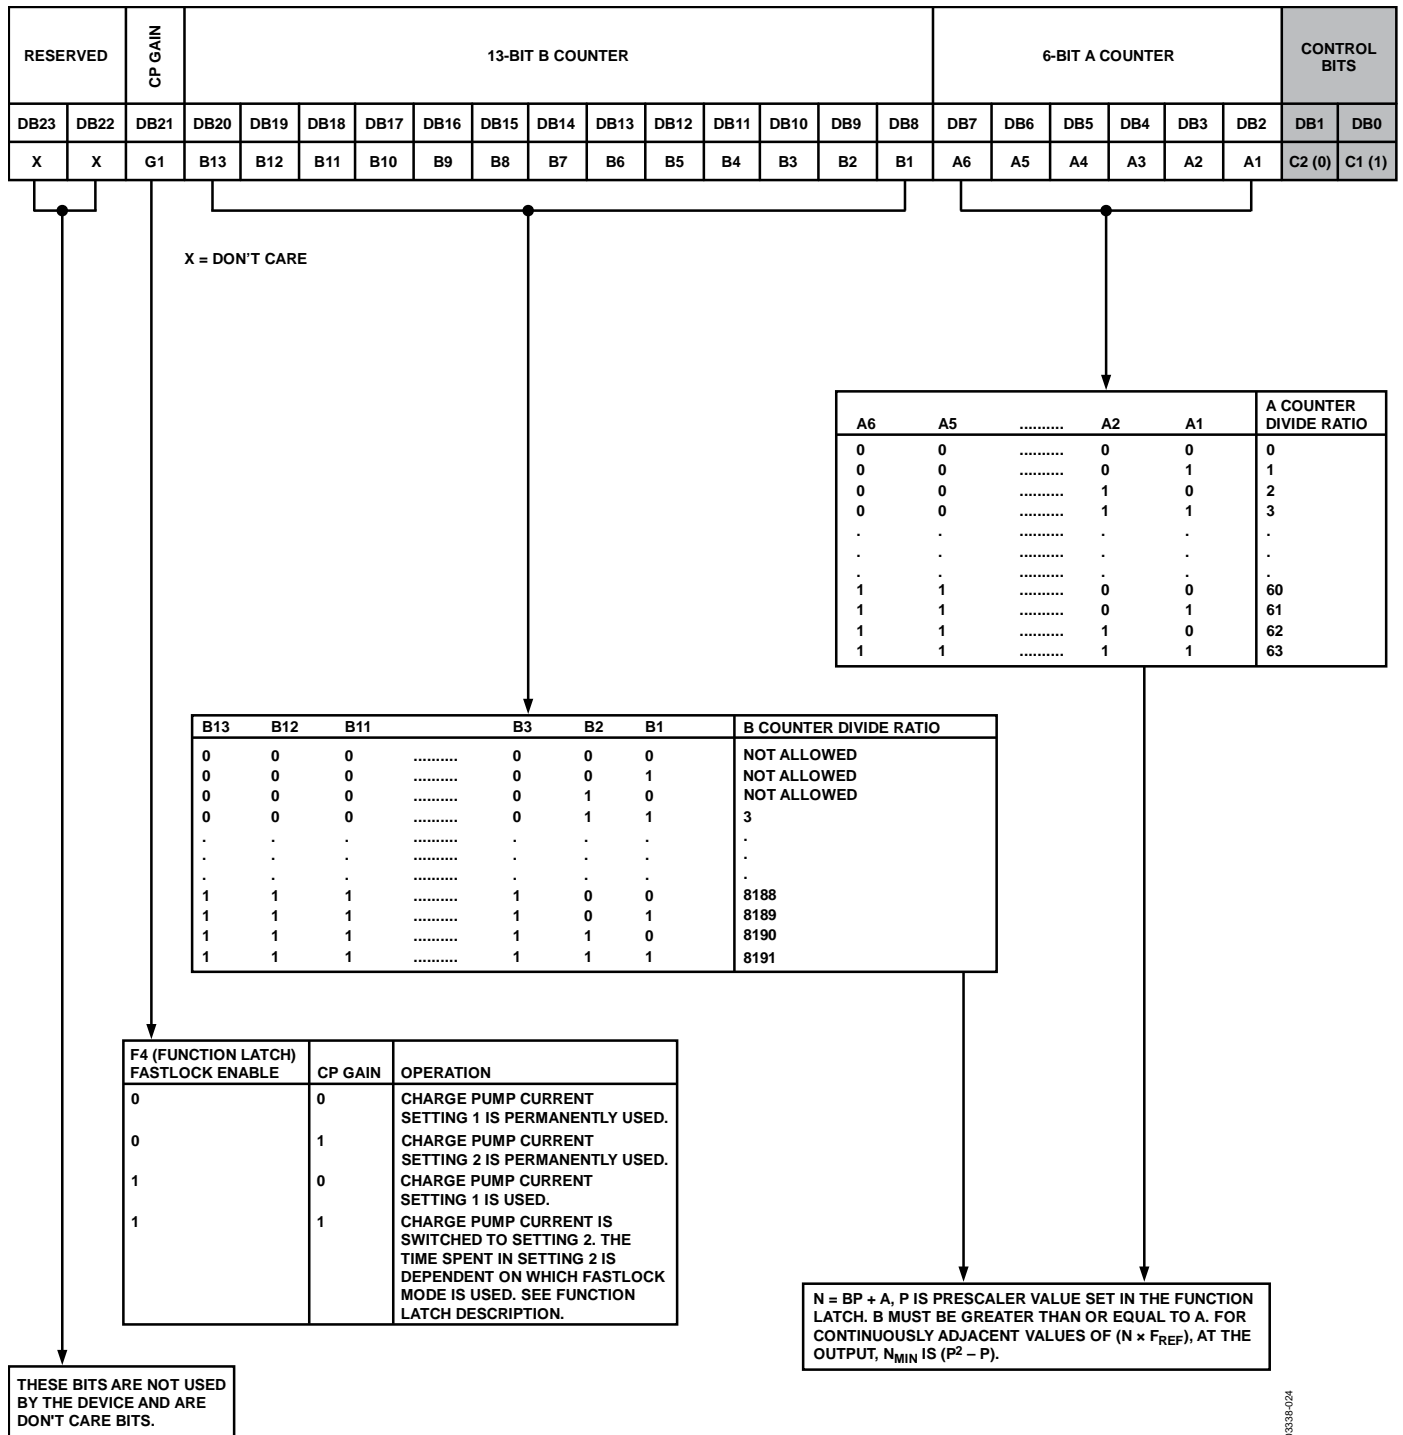 RESERVED
CP GAIN
13-BIT B COUNTER
6-BIT A COUNTER
CONTROL
BITS
DB23 DB22 DB21 DB20 DB19 DB18 DB17 DB16 DB15 DB14 DB13 DB12 DB11 DB10 DB9 DB8 DB7 DB6 DB5 DB4 DB3 DB2 DB1 DB0
X X G1 B13 B12 B11 B10 B9 B8 B7 B6 B5 B4 B3 B2 B1 A6 A5 A4 A3 A2 A1 C2 (0) C1 (1)
X = DON'T CARE
A COUNTER
A6 A5 .......... A2 A1 DIVIDE RATIO
0 0 .......... 0 0 0
0 0 .......... 0 1 1
0 0 .......... 1 0 2
0 0 .......... 1 1 3
. . .......... . . .
. . .......... . . .
. . .......... . . .
1 1 .......... 0 0 60
1 1 .......... 0 1 61
1 1 .......... 1 0 62
1 1 .......... 1 1 63
B13 B12 B11 B3 B2 B1 B COUNTER DIVIDE RATIO
0 0 0 .......... 0 0 0 NOT ALLOWED
0 0 0 .......... 0 0 1 NOT ALLOWED
0 0 0 .......... 0 1 0 NOT ALLOWED
0 0 0 .......... 0 1 1 3
. . . .......... . . . .
. . . .......... . . . .
. . . .......... . . . .
1 1 1 .......... 1 0 0 8188
1 1 1 .......... 1 0 1 8189
1 1 1 .......... 1 1 0 8190
1 1 1 .......... 1 1 1 8191
F4 (FUNCTION LATCH)
FASTLOCK ENABLE CP GAIN OPERATION
0 0 CHARGE PUMP CURRENT
SETTING 1 IS PERMANENTLY USED.
0 1 CHARGE PUMP CURRENT
SETTING 2 IS PERMANENTLY USED.
1 0 CHARGE PUMP CURRENT
SETTING 1 IS USED.
1 1 CHARGE PUMP CURRENT IS
SWITCHED TO SETTING 2. THE
TIME SPENT IN SETTING 2 IS
DEPENDENT ON WHICH FASTLOCK
MODE IS USED. SEE FUNCTION
LATCH DESCRIPTION.
N = BP + A, P IS PRESCALER VALUE SET IN THE FUNCTION
LATCH. B MUST BE GREATER THAN OR EQUAL TO A. FOR
CONTINUOUSLY ADJACENT VALUES OF (N × FREF), AT THE
OUTPUT, NMIN IS (P² – P).
THESE BITS ARE NOT USED
BY THE DEVICE AND ARE
DON'T CARE BITS.